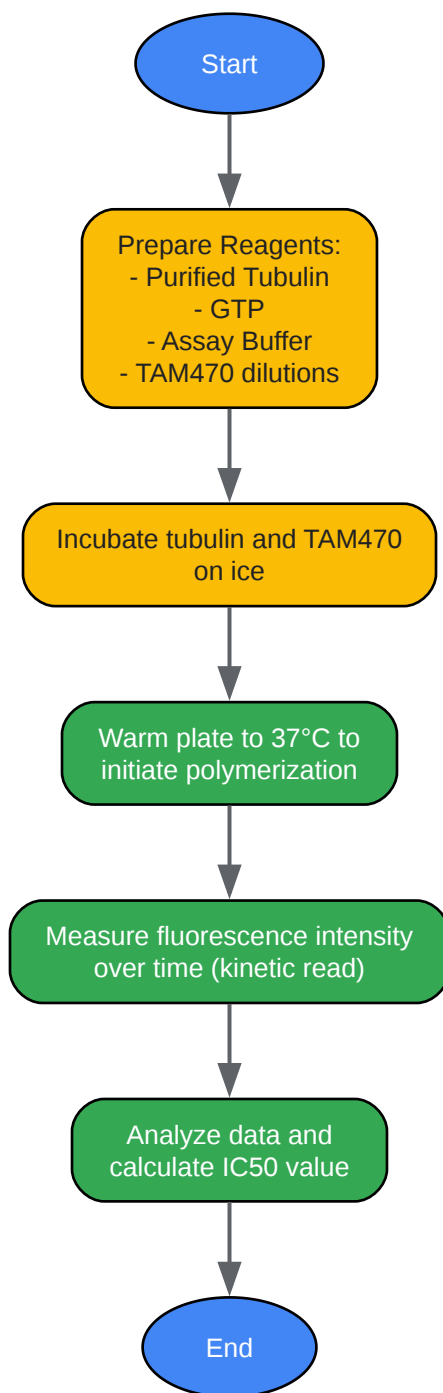 Start
Prepare Reagents:
- Purified Tubulin
- GTP
- Assay Buffer
- TAM470 dilutions
Incubate tubulin and TAM470
on ice
Warm plate to 37°C to
initiate polymerization
Measure fluorescence intensity
over time (kinetic read)
Analyze data and
calculate IC50 value
End